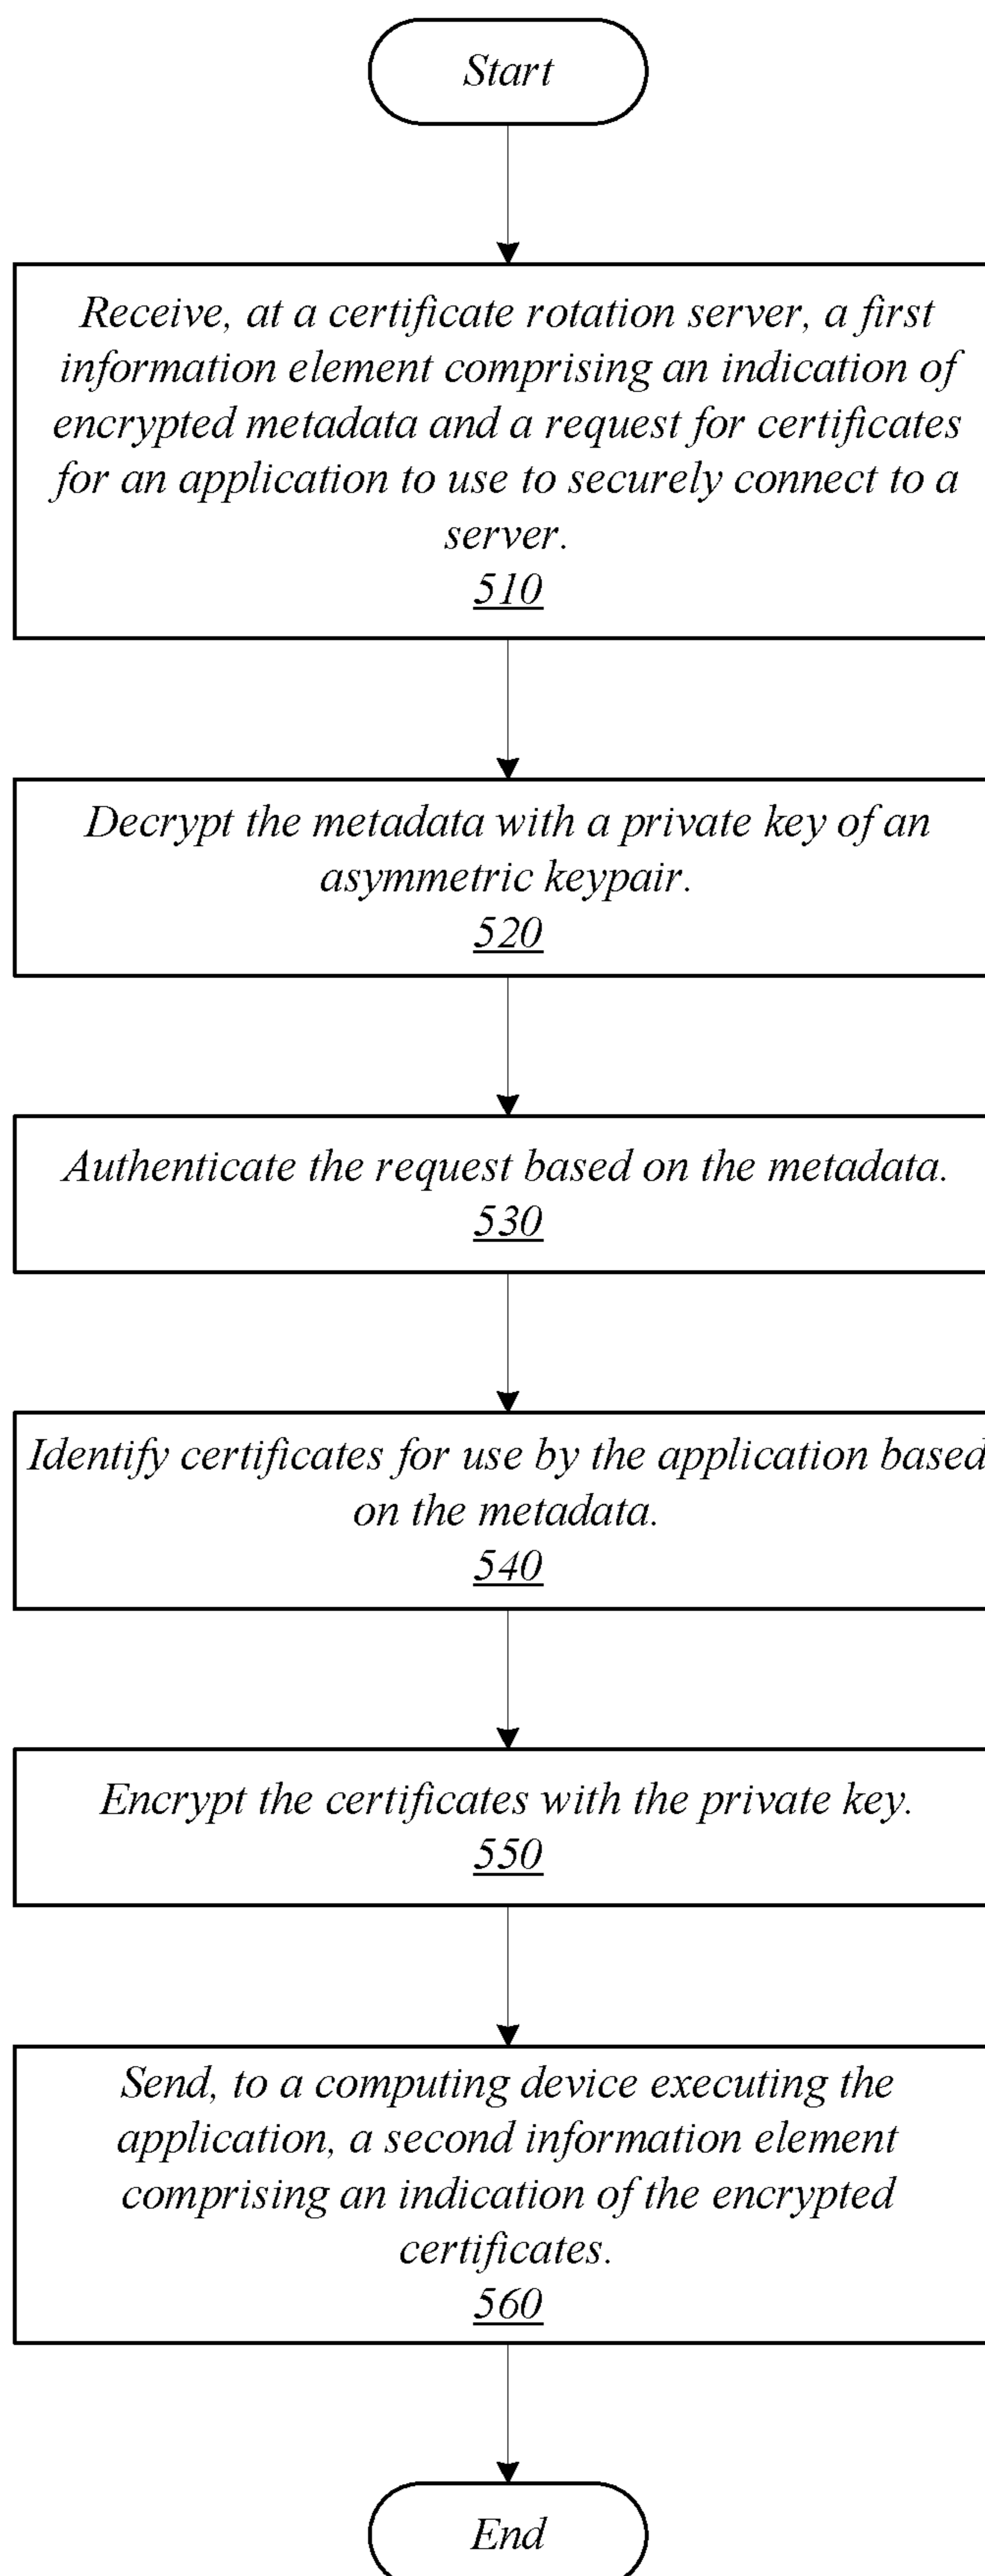 Start
Receive, at a certificate rotation server, a first
information element comprising an indication of
encrypted metadata and a request for certificates
for an application to use to securely connect to a
server.
510
Decrypt the metadata with a private key of an
asymmetric keypair.
520
Authenticate the request based on the metadata.
530
Identify certificates for use by the application based
on the metadata.
540
Encrypt the certificates with the private key.
550
Send, to a computing device executing the
application, a second information element
comprising an indication of the encrypted
certificates.
560
End